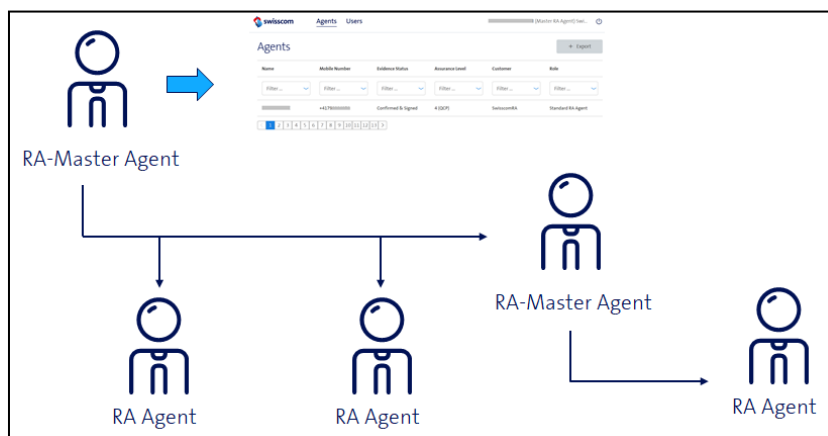 swisscom Agents Users [Master RA Agent] Swi...
Agents
+ Export
Name Mobile Number Evidence Status Assurance Level Customer Role
Filter ... Filter ... Filter ... Filter ... Filter ... Filter ...
Confirmed & Signed 4 (QCP) SwisscomRA Standard RA Agent
1 2 3 4 5 6 7 8 9 10 11 12 13
RA-Master Agent
RA-Master Agent
RA Agent
RA Agent
RA Agent